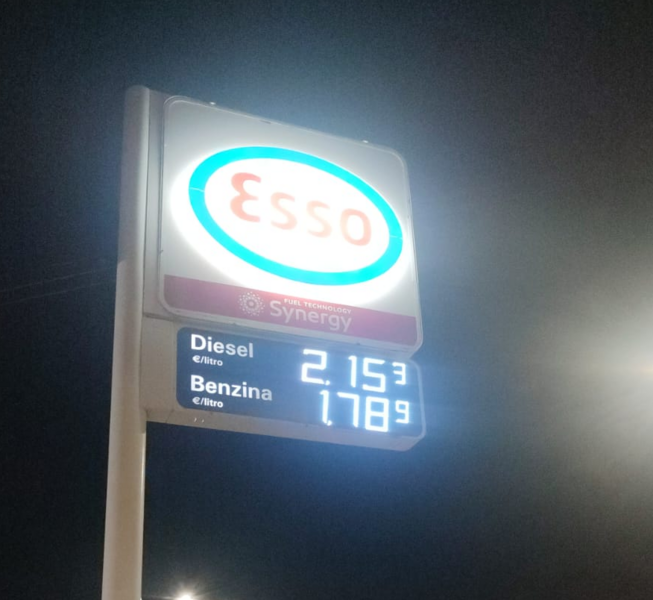 Esso
FUEL TECHNOLOGY
Synergy
Diesel 2.153
€/litro
Benzina 1.789
€/litro